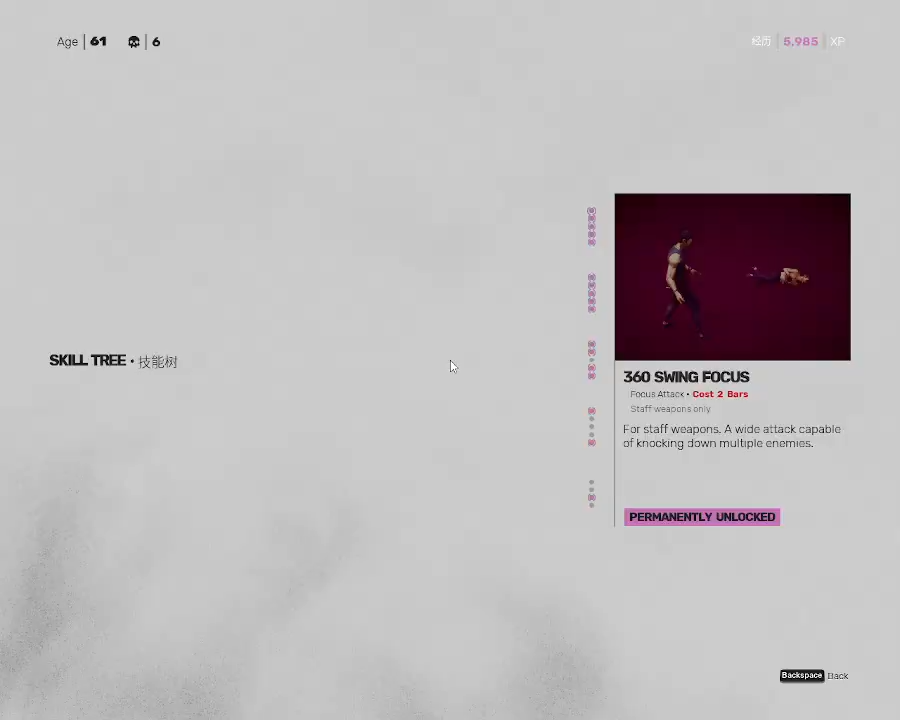 Age 61 6
经历 5,985 XP
SKILL TREE • 技能树
360 SWING FOCUS
Focus Attack • Cost 2 Bars
Staff weapons only
For staff weapons. A wide attack capable
of knocking down multiple enemies.
PERMANENTLY UNLOCKED
Backspace Back